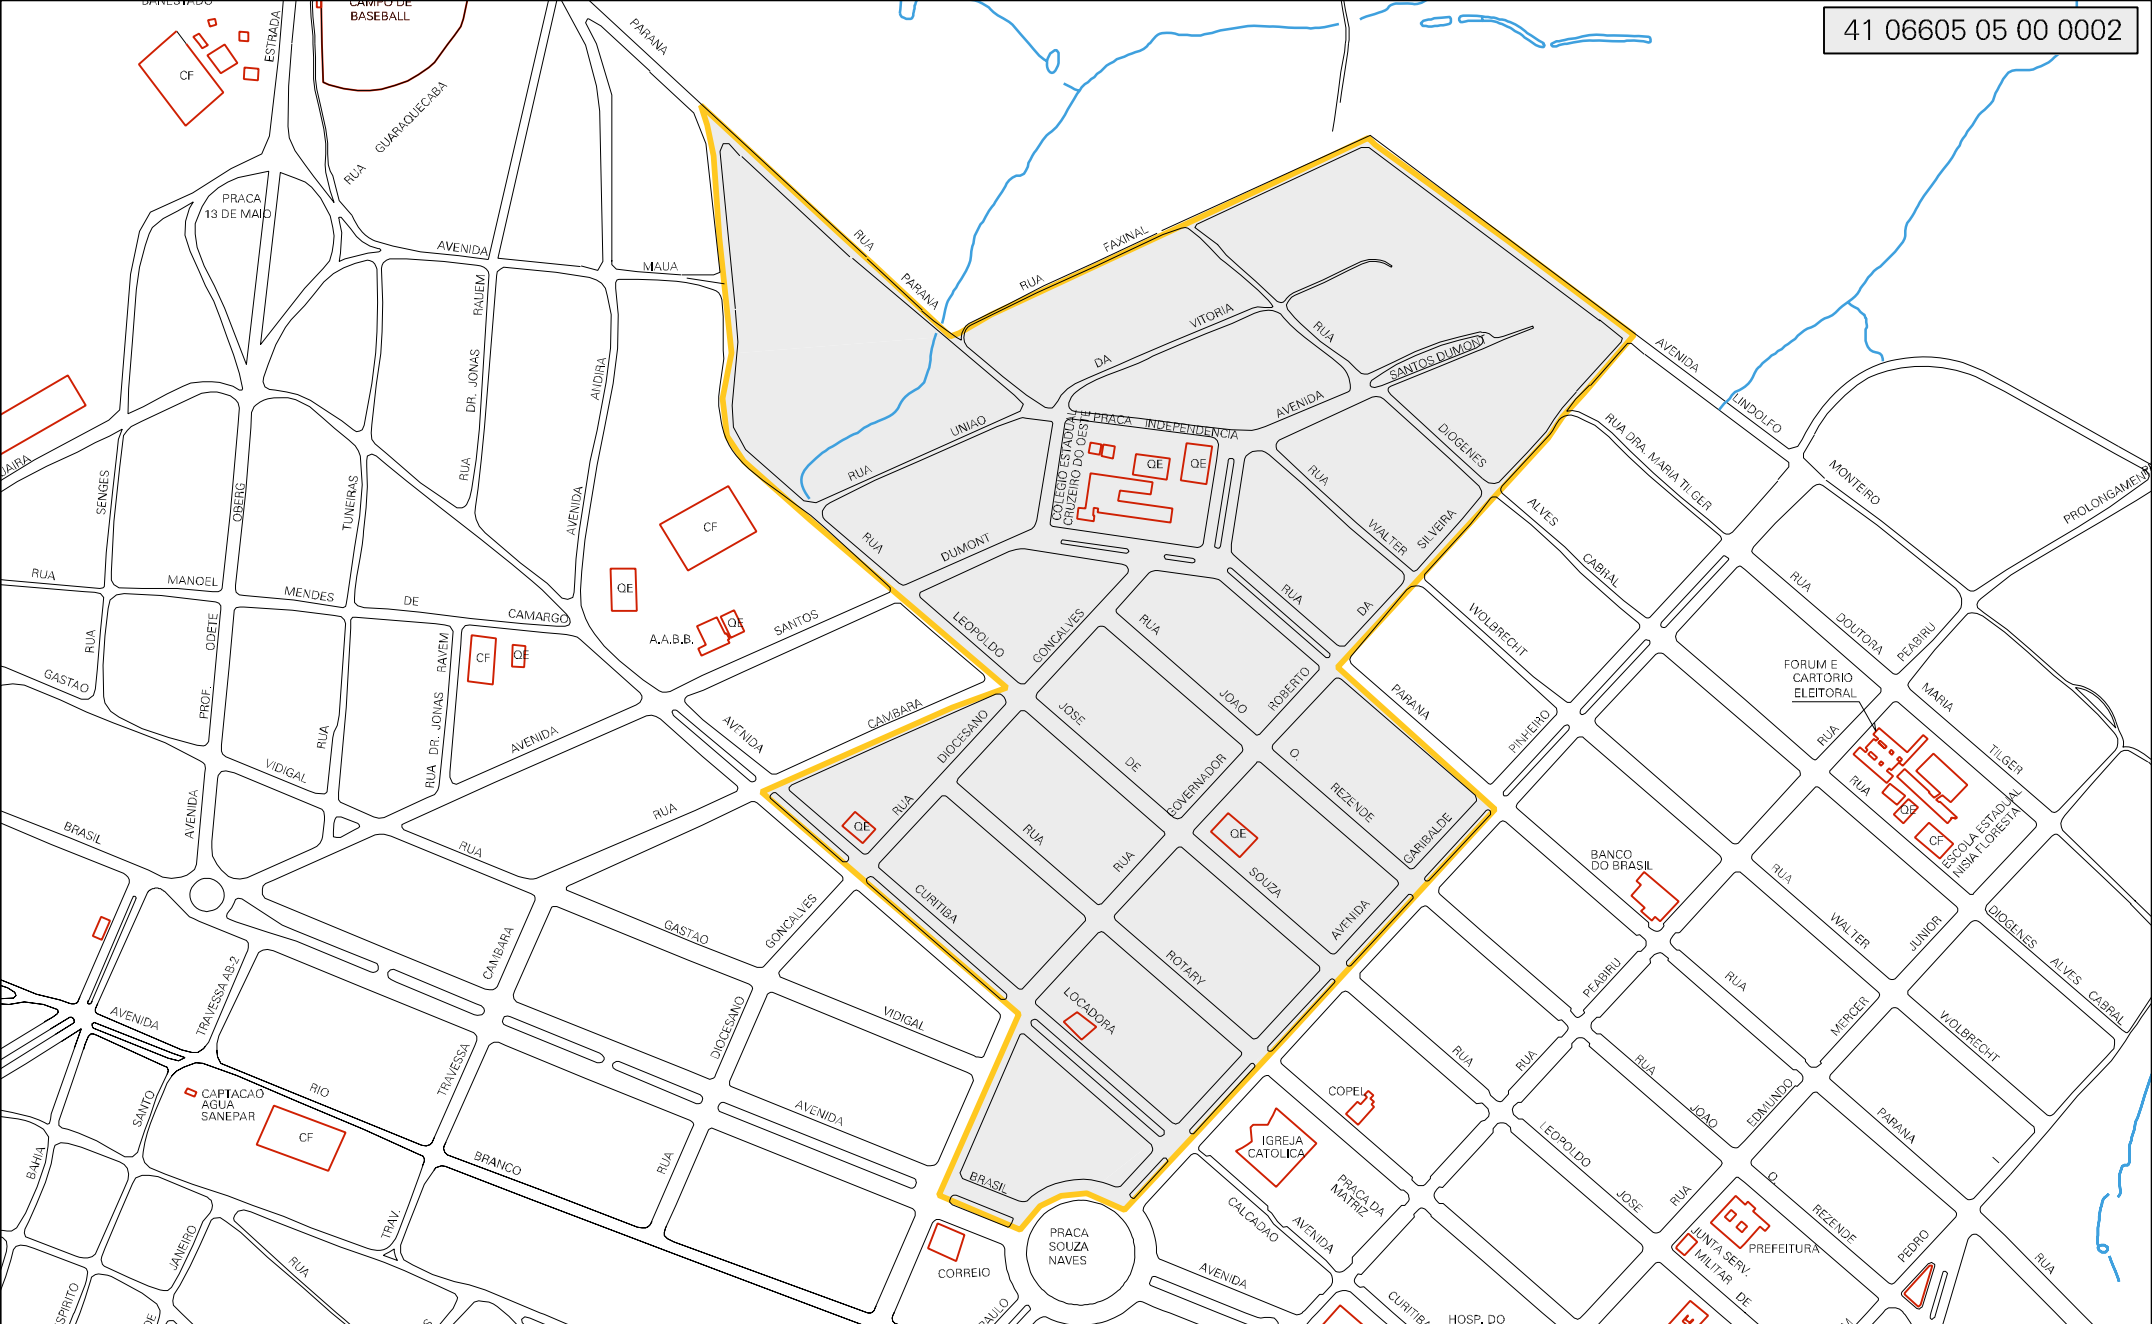 41 06605 05 00 0002
BANESTADO
CAMPO DE
BASEBALL
ESTRADA
PARANA
CF
RUA
GUARAQUECABA
PRACA
13 DE MAIO
AVENIDA
MAUA
RUA
PARANA
RUA
FAXINAL
VITORIA
DA
RUA
SANTOS DUMONT
AVENIDA
AVENIDA
LINDOLFO
MONTEIRO
PROLONGAMENT
RUA
DR. JONAS
RAUEM
ANDIRA
AVENIDA
UNIAO
RUA
PRACA INDEPENDENCIA
COLEGIO ESTADUAL
CRUZEIRO DO OESTE
QE
QE
DIOGENES
RUA
WALTER
SILVEIRA
DA
RUA
RUA DRA. MARIA TILGER
ALVES
CABRAL
WOLBRECHT
PARANA
SENGES
OBERG
TUNEIRAS
RUA
MANOEL
MENDES
DE
CAMARGO
CF
QE
A.A.B.B.
QE
SANTOS
DUMONT
RUA
LEOPOLDO
GONCALVES
RUA
JOAO
ROBERTO
RUA
DOUTORA
PEABIRU
FORUM E
CARTORIO
ELEITORAL
MARIA
TILGER
RUA
RUA
GASTAO
PROF.
ODETE
RUA
RUA DR. JONAS
RAVEM
CF
QE
AVENIDA
AVENIDA
CAMBARA
DIOCESANO
RUA
JOSE
DE
GOVERNADOR
O.
REZENDE
GARIBALDE
PINHEIRO
RUA
QE
CF
ESCOLA ESTADUAL
NISIA FLORESTA
VIDIGAL
AVENIDA
BRASIL
RUA
RUA
QE
QE
RUA
RUA
SOUZA
AVENIDA
BANCO
DO BRASIL
RUA
WALTER
JUNIOR
DIOGENES
ALVES
CABRAL
CURITIBA
GASTAO
GONCALVES
CAMBARA
TRAVESSA AB-2
ROTARY
LOCADORA
PEABIRU
RUA
MERCER
WOLBRECHT
AVENIDA
DIOCESANO
VIDIGAL
RUA
RUA
RUA
JOAO
EDMUNDO
PARANA
RIO
TRAVESSA
CAPTACAO
AGUA
SANEPAR
SANTO
CF
AVENIDA
COPEL
IGREJA
CATOLICA
LEOPOLDO
JOSE
RUA
BAHIA
BRANCO
RUA
BRASIL
PRACA DA
MATRIZ
CALCADAO
AVENIDA
O.
REZENDE
PEDRO
RUA
JANEIRO
TRAV.
RUA
PRACA
SOUZA
NAVES
CORREIO
AVENIDA
PREFEITURA
JUNTA SERV.
MILITAR
DE
CURITIBA
HOSP. DO